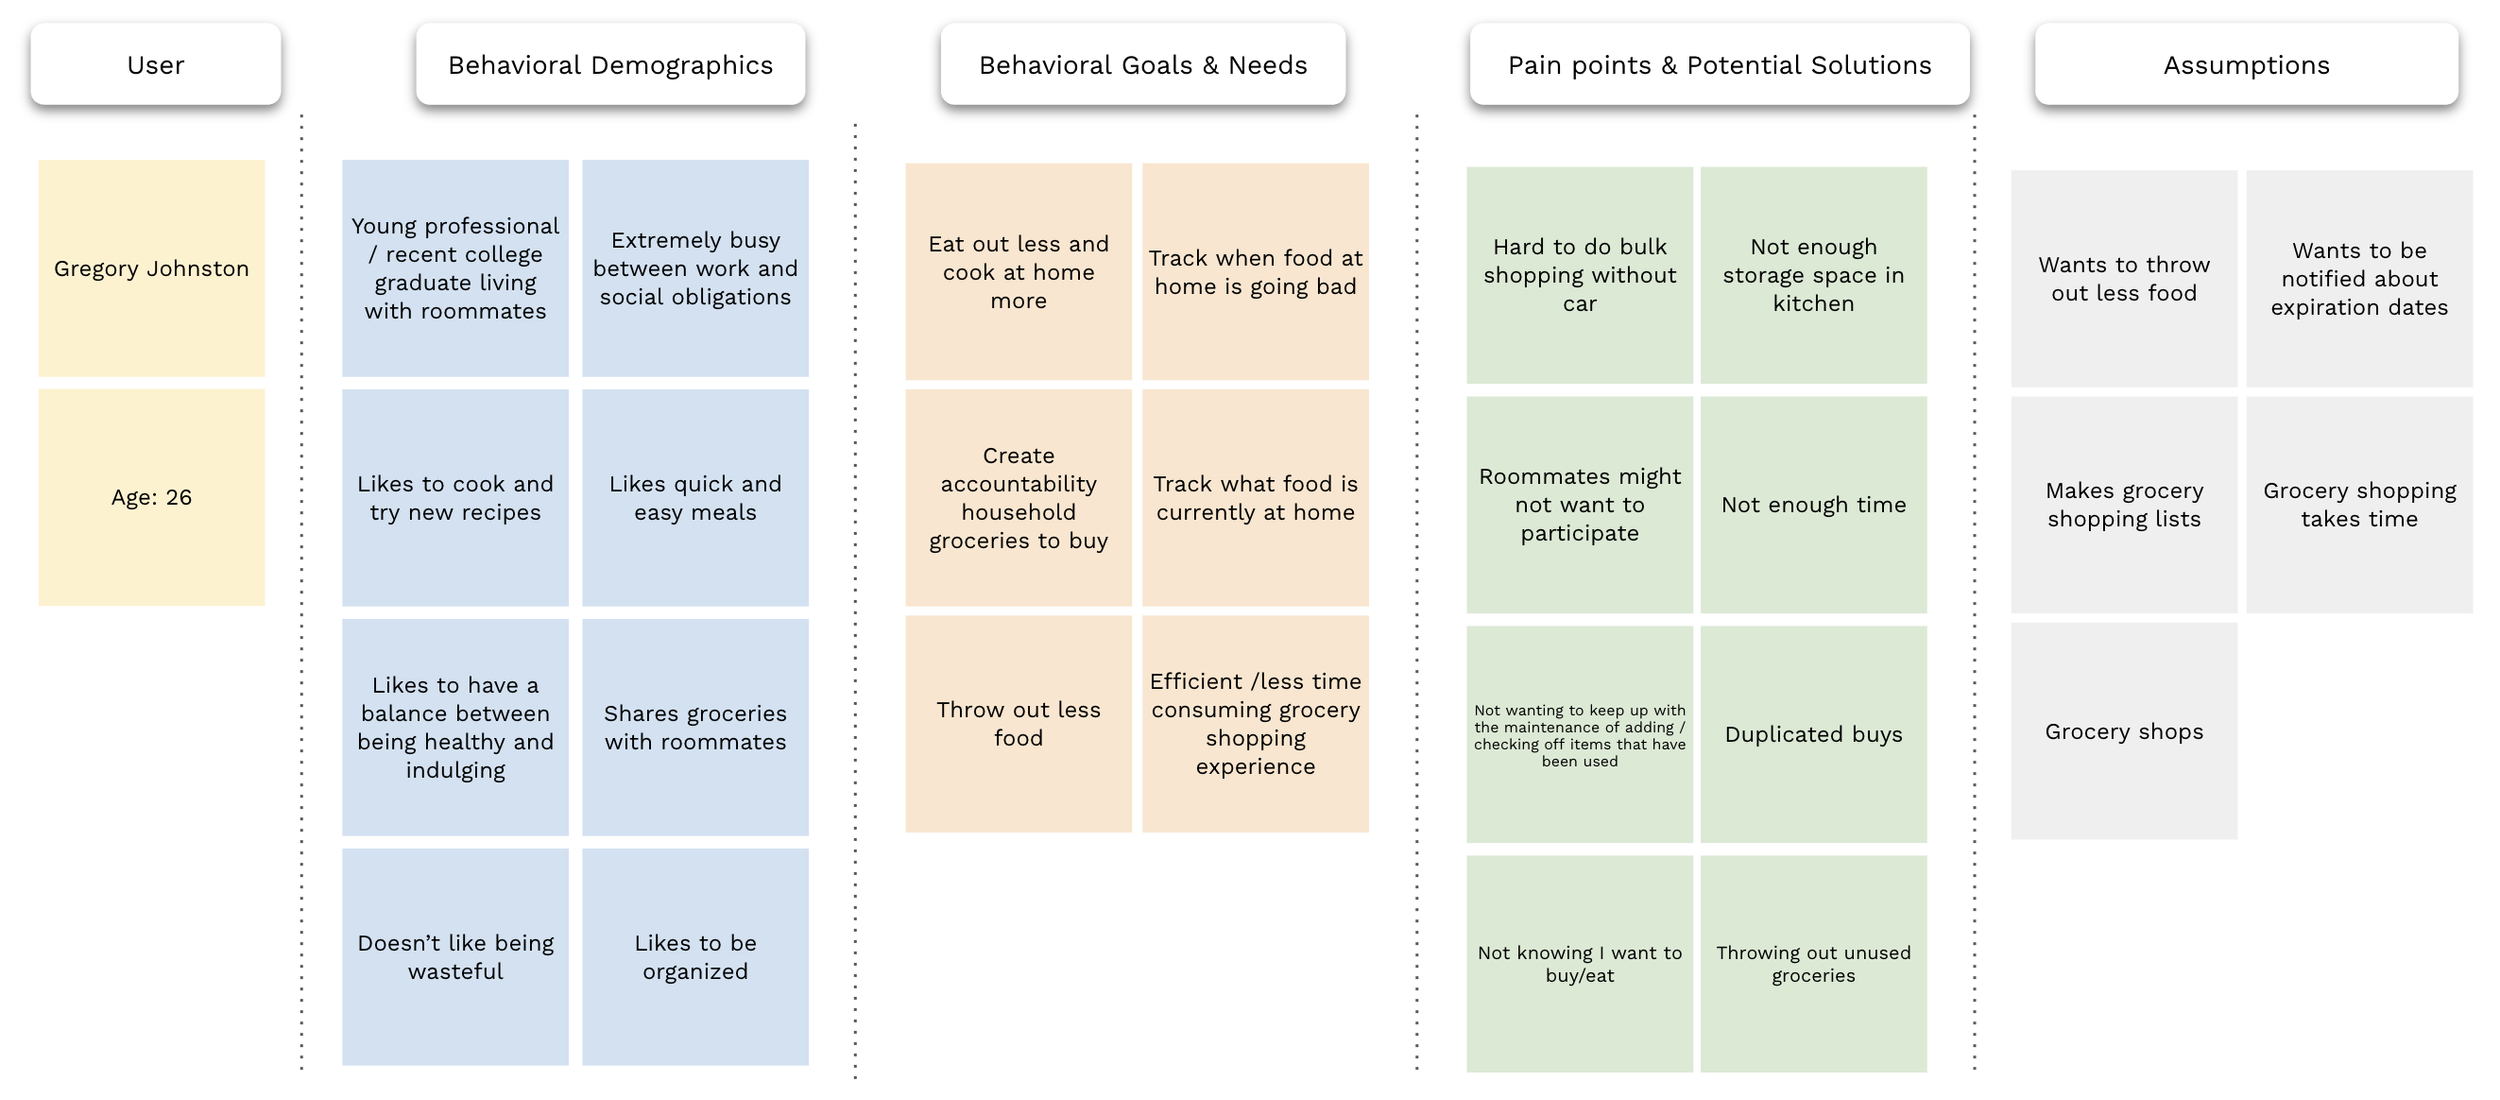 User
Behavioral Demographics
Behavioral Goals & Needs
Pain points & Potential Solutions
Assumptions
Gregory Johnston
Age: 26
Young professional
/ recent college
graduate living
with roommates
Extremely busy
between work and
social obligations
Likes to cook and
try new recipes
Likes quick and
easy meals
Likes to have a
balance between
being healthy and
indulging
Shares groceries
with roommates
Doesn’t like being
wasteful
Likes to be
organized
Eat out less and
cook at home
more
Track when food at
home is going bad
Create
accountability
household
groceries to buy
Track what food is
currently at home
Throw out less
food
Efficient /less time
consuming grocery
shopping
experience
Hard to do bulk
shopping without
car
Not enough
storage space in
kitchen
Roommates might
not want to
participate
Not enough time
Not wanting to keep up with
the maintenance of adding /
checking off items that have
been used
Duplicated buys
Not knowing I want to
buy/eat
Throwing out unused
groceries
Wants to throw
out less food
Wants to be
notified about
expiration dates
Makes grocery
shopping lists
Grocery shopping
takes time
Grocery shops